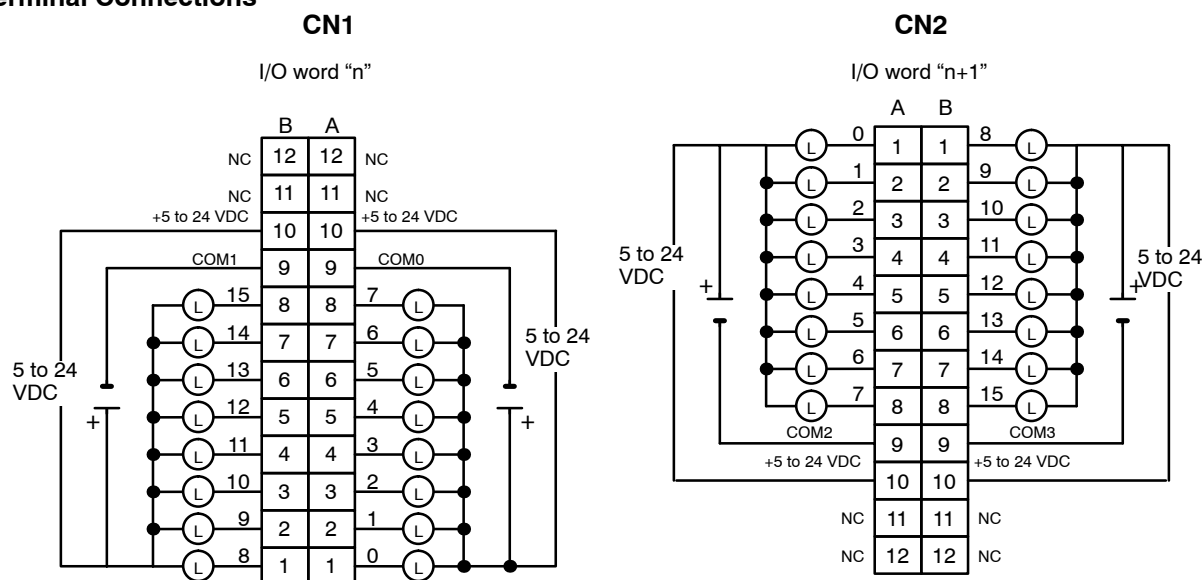 erminal Connections
CN1
I/O word “n”
B A
NC 12 12 NC
NC 11 11 NC
+5 to 24 VDC 10 10 +5 to 24 VDC
COM1 9 9 COM0
L 15 8 8 7 L
L 14 7 7 6 L
L 13 6 6 5 L
L 12 5 5 4 L
L 11 4 4 3 L
L 10 3 3 2 L
L 9 2 2 1 L
L 8 1 1 0 L
5 to 24
VDC
+
5 to 24
VDC
+
CN2
I/O word “n+1”
A B
L 0 1 1 8 L
L 1 2 2 9 L
L 2 3 3 10 L
L 3 4 4 11 L
L 4 5 5 12 L
L 5 6 6 13 L
L 6 7 7 14 L
L 7 8 8 15 L
COM2 9 9 COM3
+5 to 24 VDC 10 10 +5 to 24 VDC
NC 11 11 NC
NC 12 12 NC
5 to 24
VDC
+
5 to 24
VDC
+